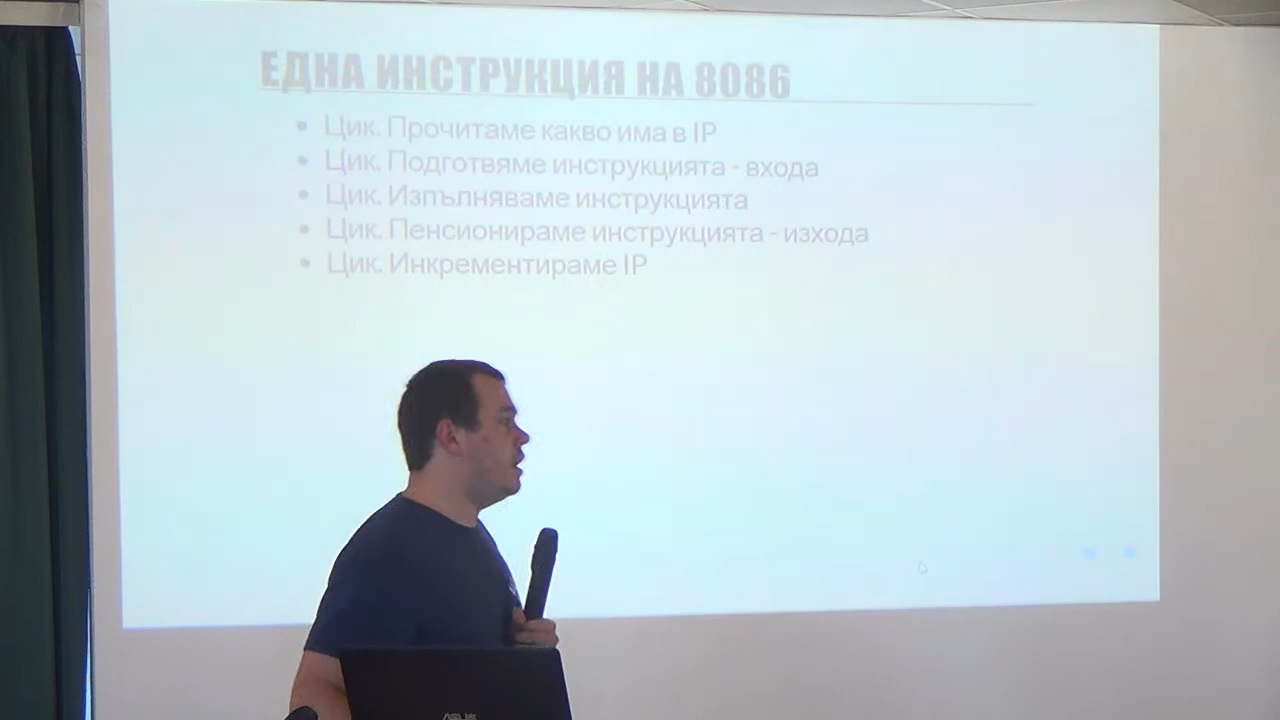 ЕДНА ИНСТРУКЦИЯ НА 8086
Цик. Прочитаме какво има в IP
Цик. Подготвяме инструкцията - входа
Цик. Изпълняваме инструкцията
Цик. Пенсионираме инструкцията - изхода
Цик. Инкрементираме IP